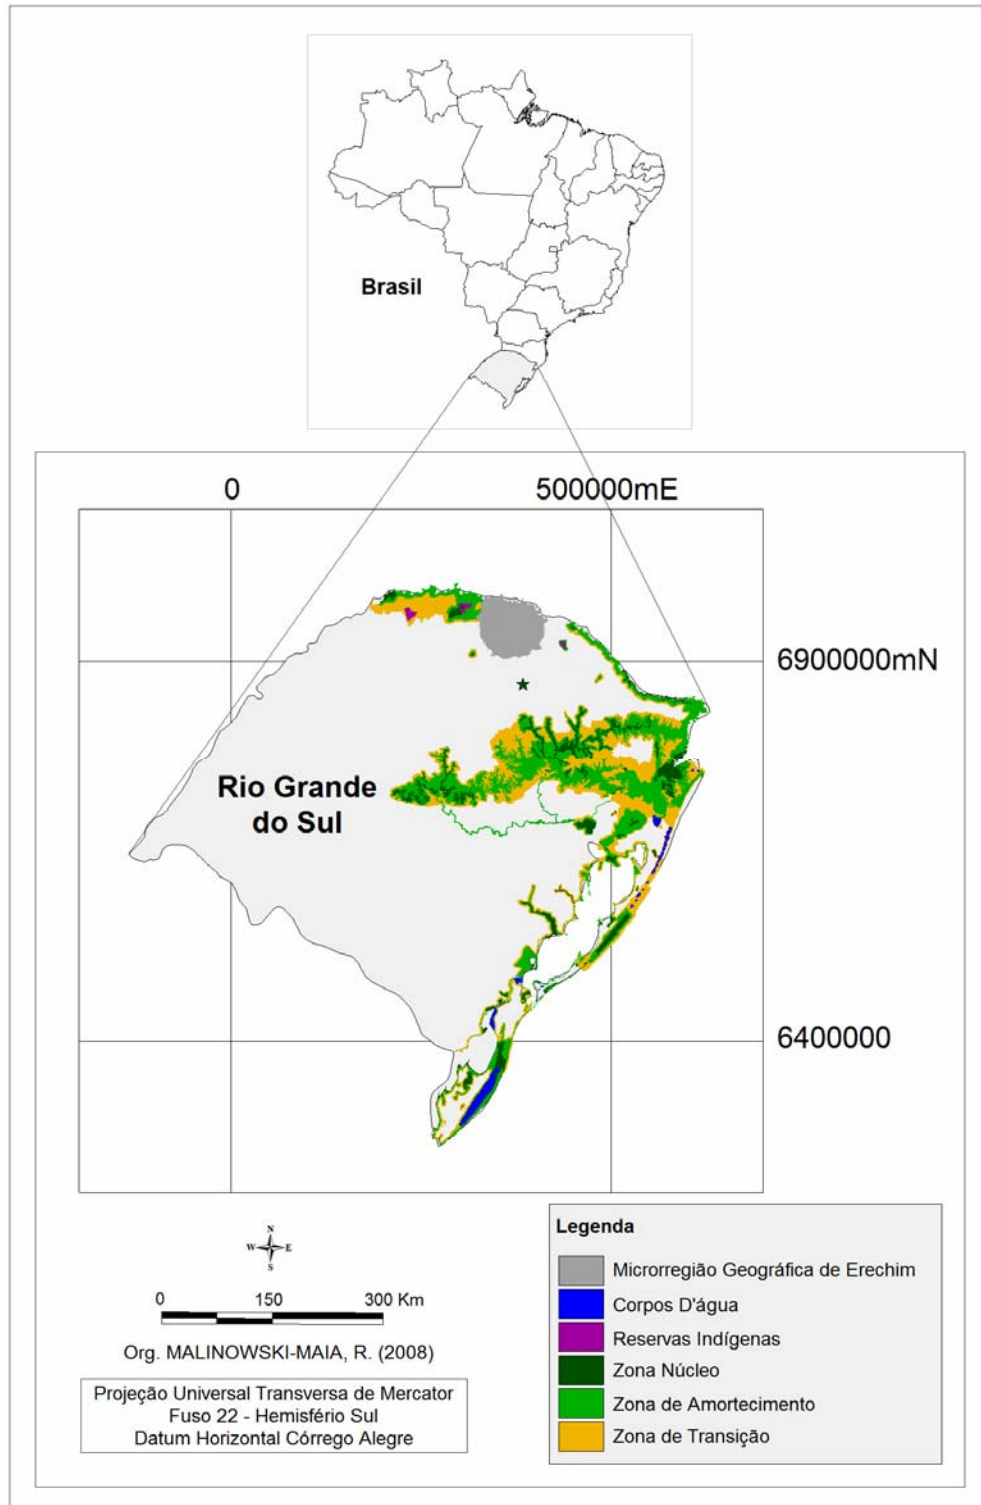 Brasil
0
500000mE
6900000mN
Rio Grande
do Sul
6400000
N
W
E
S
0
150
300 Km
Org. MALINOWSKI-MAIA, R. (2008)
Projeção Universal Transversa de Mercator
Fuso 22 - Hemisfério Sul
Datum Horizontal Córrego Alegre
Legenda
Microrregião Geográfica de Erechim
Corpos D'água
Reservas Indígenas
Zona Núcleo
Zona de Amortecimento
Zona de Transição